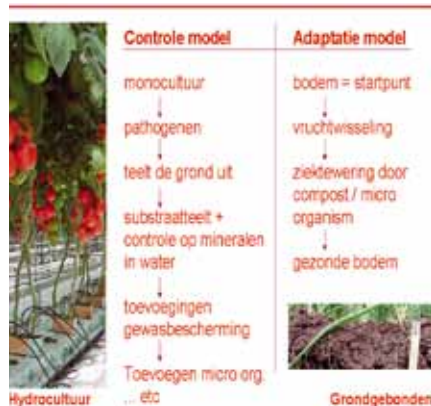 Controle model
monocultuur
pathogenen
teelt de grond uit
substraatteelt +
controle op mineralen
in water
toevoegingen
gewasbescherming
Toevoegen micro org.
... etc
Adaptatie model
bodem = startpunt
vruchtwisseling
ziektewering door
compost / micro
organism
gezonde bodem
Hydrocultuur
Grondgebonden